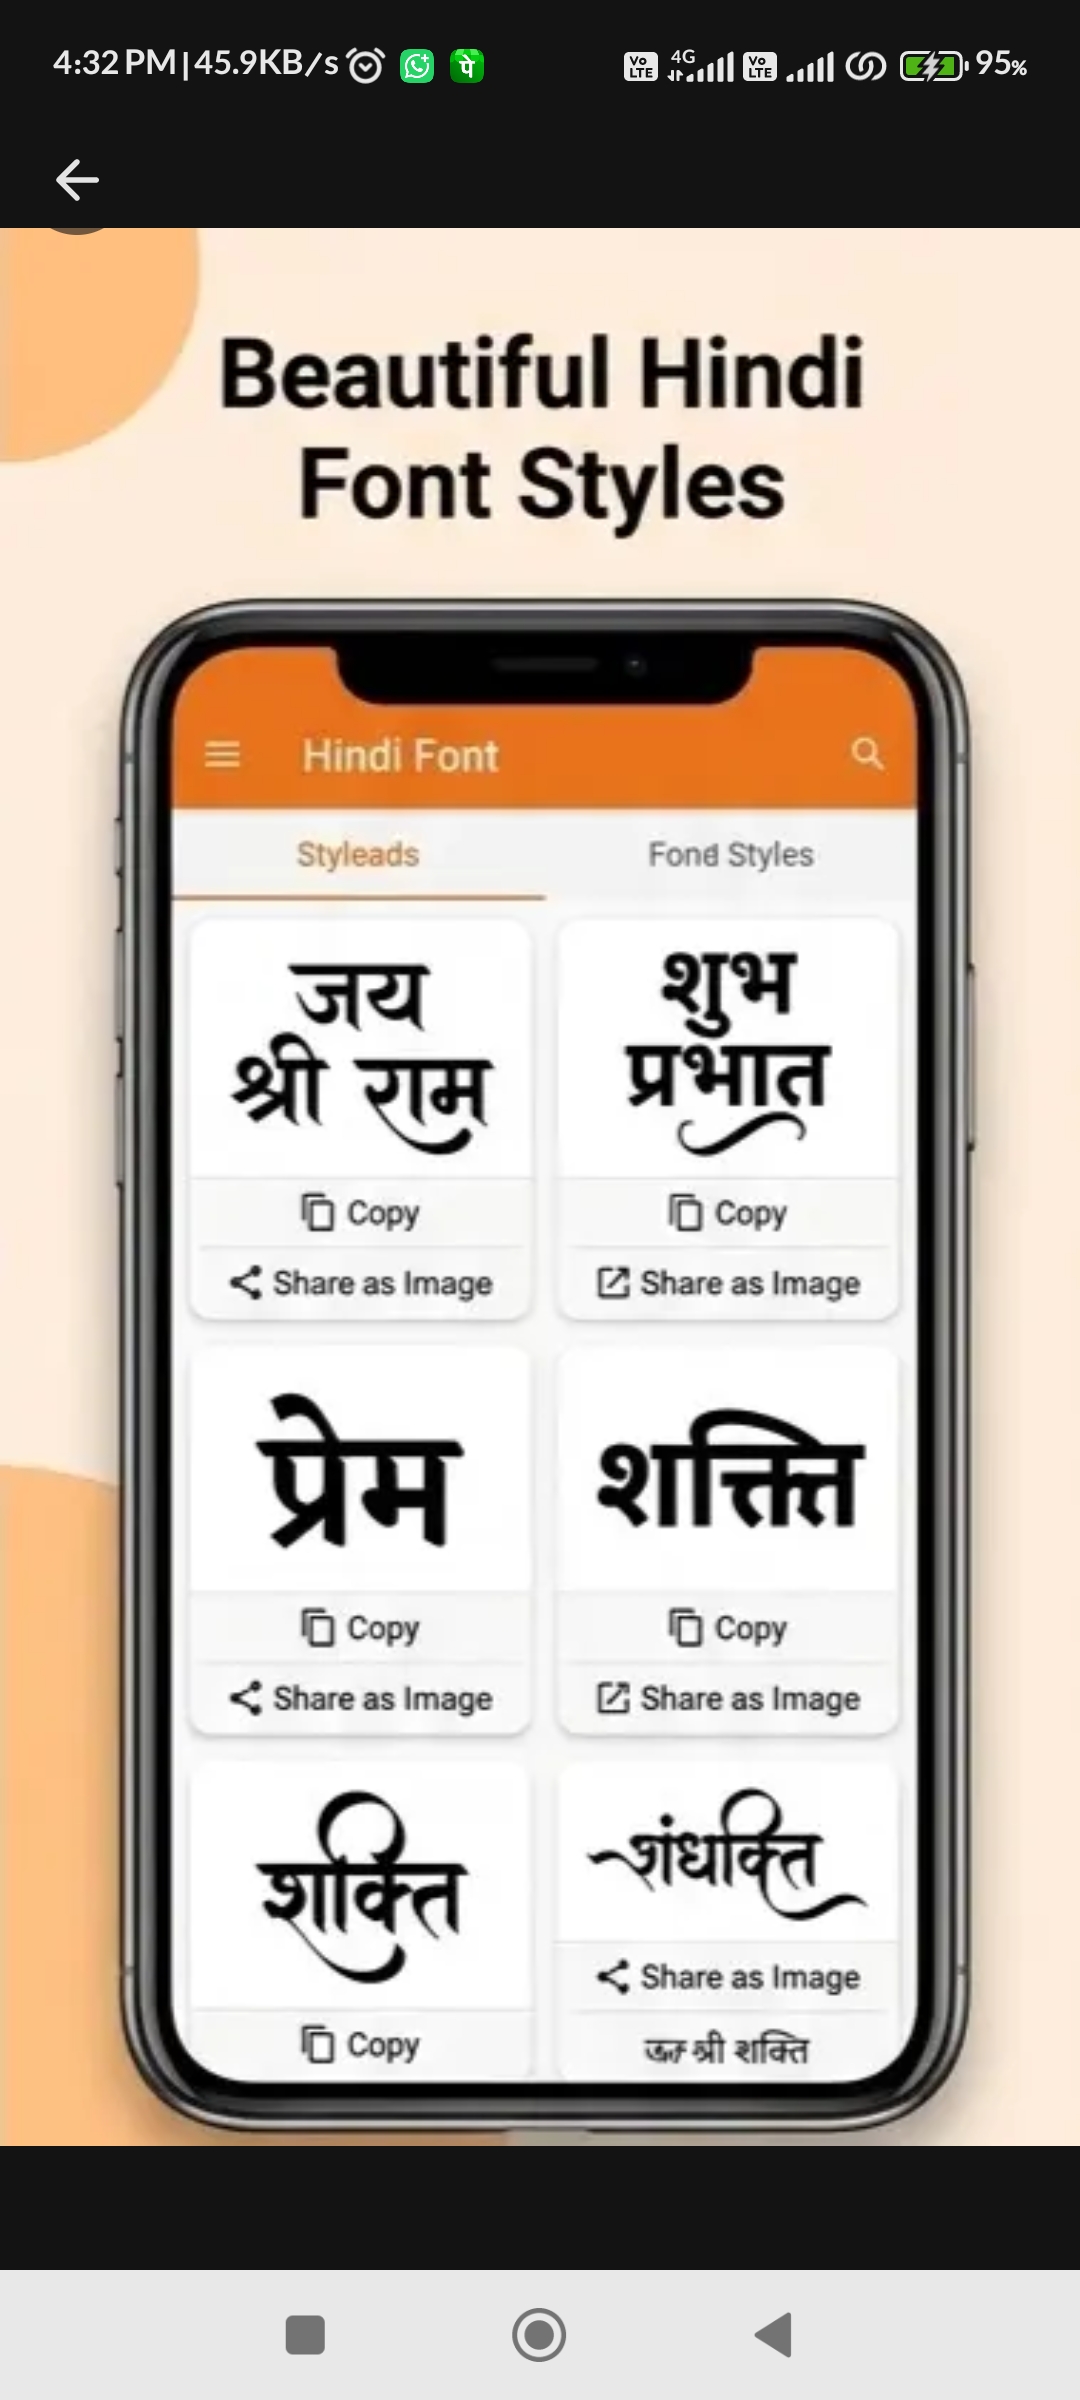 4:32 PM|45.9KB/s 4G 95%
Beautiful Hindi
Font Styles
Hindi Font
Styleads
Fond Styles
जय
श्री राम
Copy
Share as Image
शुभ
प्रभात
Copy
Share as Image
प्रेम
Copy
Share as Image
Copy
Share as Image
शक्ति
Copy
शंधक्ति
Share as Image
श्री शक्ति